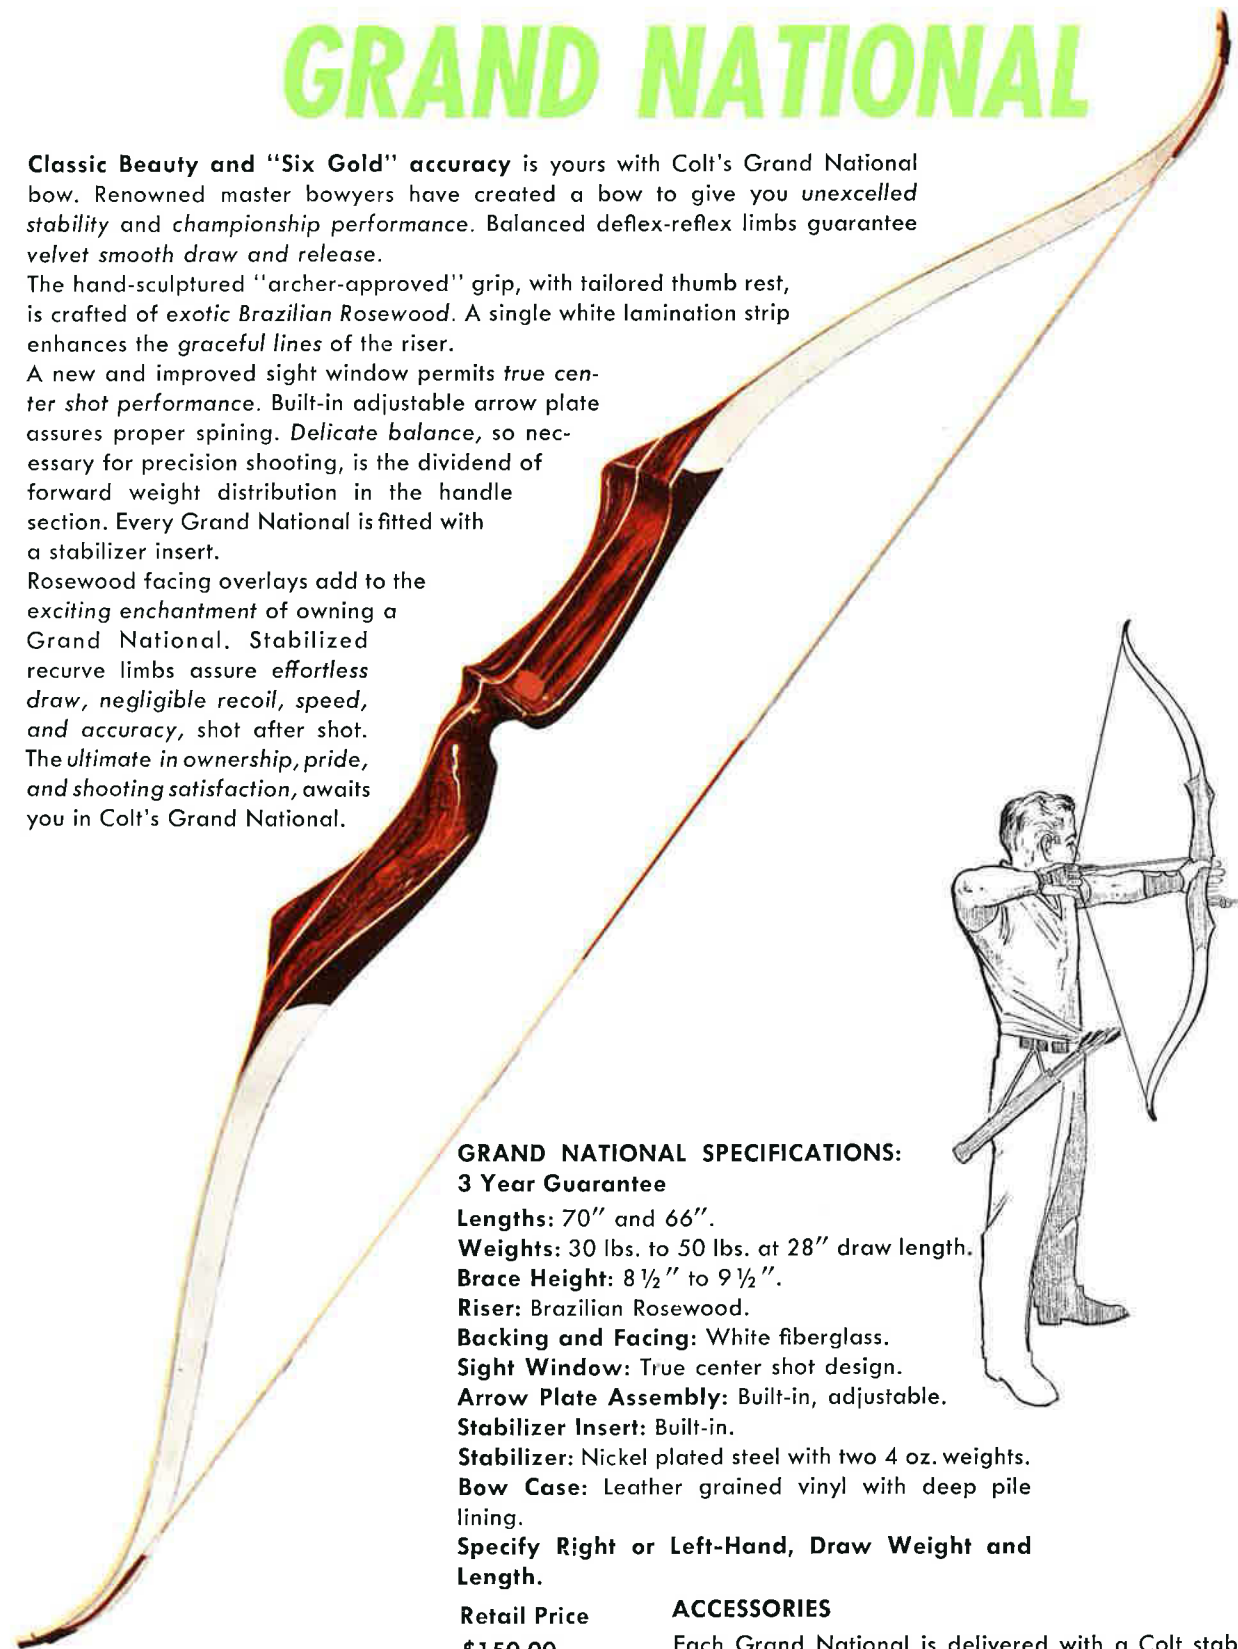 GRAND NATIONAL
Classic Beauty and "Six Gold" accuracy is yours with Colt's Grand National
bow. Renowned master bowyers have created a bow to give you unexcelled
stability and championship performance. Balanced deflex-reflex limbs guarantee
velvet smooth draw and release.
The hand-sculptured "archer-approved" grip, with tailored thumb rest,
is crafted of exotic Brazilian Rosewood. A single white lamination strip
enhances the graceful lines of the riser.
A new and improved sight window permits true cen-
ter shot performance. Built-in adjustable arrow plate
assures proper spining. Delicate balance, so nec-
essary for precision shooting, is the dividend of
forward weight distribution in the handle
section. Every Grand National is fitted with
a stabilizer insert.
Rosewood facing overlays add to the
exciting enchantment of owning a
Grand National. Stabilized
recurve limbs assure effortless
draw, negligible recoil, speed,
and accuracy, shot after shot.
The ultimate in ownership, pride,
and shooting satisfaction, awaits
you in Colt's Grand National.
GRAND NATIONAL SPECIFICATIONS:
3 Year Guarantee
Lengths: 70″ and 66″.
Weights: 30 lbs. to 50 lbs. at 28″ draw length.
Brace Height: 8½″ to 9½″.
Riser: Brazilian Rosewood.
Backing and Facing: White fiberglass.
Sight Window: True center shot design.
Arrow Plate Assembly: Built-in, adjustable.
Stabilizer Insert: Built-in.
Stabilizer: Nickel plated steel with two 4 oz. weights.
Bow Case: Leather grained vinyl with deep pile
lining.
Specify Right or Left-Hand, Draw Weight and
Length.
Retail Price
$150.00
ACCESSORIES
Each Grand National is delivered with a Colt stab